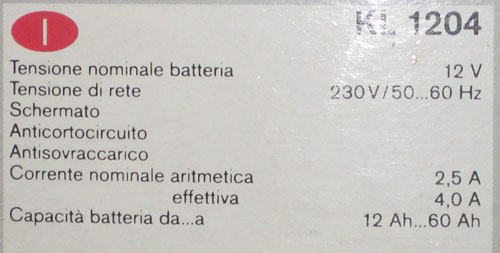 I KL 1204
Tensione nominale batteria 12 V
Tensione di rete 230V/50...60 Hz
Schermato
Anticortocircuito
Antisovraccarico
Corrente nominale aritmetica 2,5 A
effettiva 4,0 A
Capacità batteria da...a 12 Ah...60 Ah